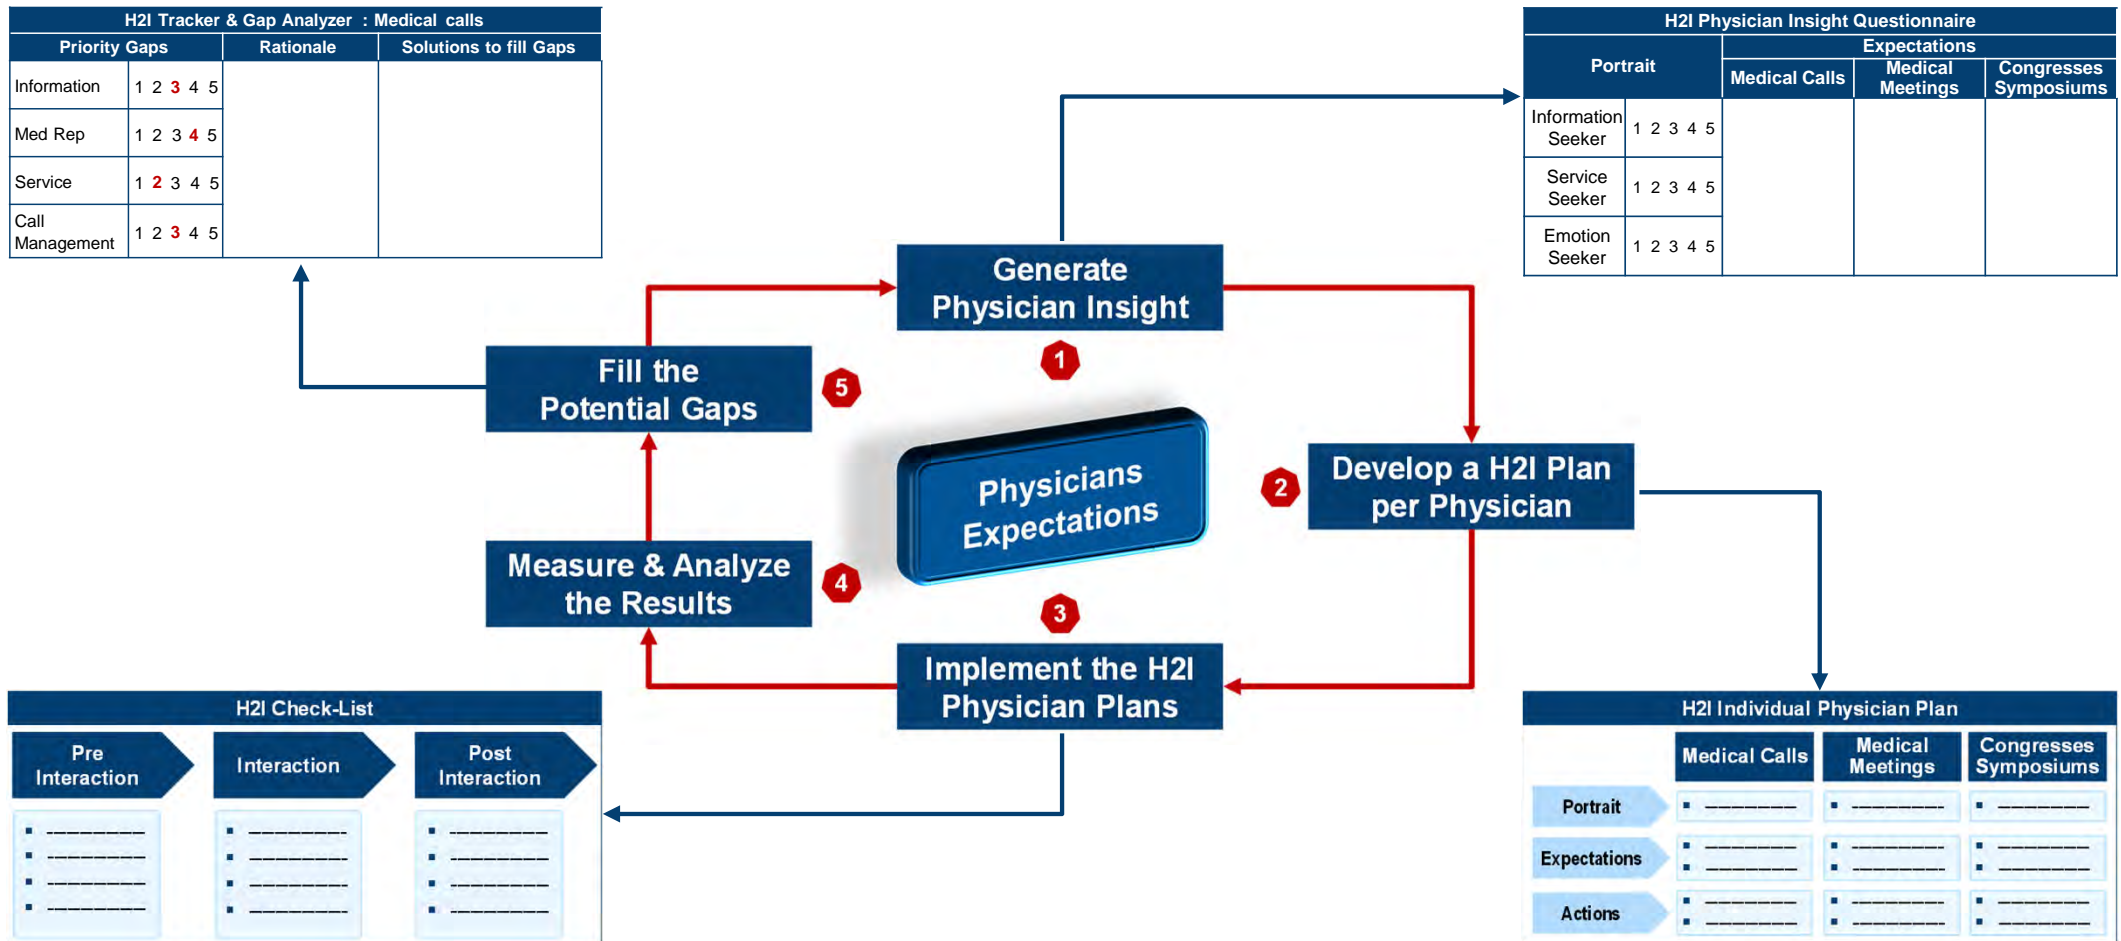 H2I Tracker & Gap Analyzer : Medical calls
Priority Gaps
Rationale
Solutions to fill Gaps
Information
1 2 3 4 5
Med Rep
1 2 3 4 5
Service
1 2 3 4 5
Call
Management
1 2 3 4 5
H2I Physician Insight Questionnaire
Portrait
Expectations
Medical Calls
Medical
Meetings
Congresses
Symposiums
Information
Seeker
1 2 3 4 5
Service
Seeker
1 2 3 4 5
Emotion
Seeker
1 2 3 4 5
Generate
Physician Insight
1
Fill the
Potential Gaps
5
Physicians
Expectations
2
Develop a H2I Plan
per Physician
Measure & Analyze
the Results
4
3
Implement the H2I
Physician Plans
H2I Check-List
Pre
Interaction
Interaction
Post
Interaction
H2I Individual Physician Plan
Medical Calls
Medical
Meetings
Congresses
Symposiums
Portrait
Expectations
Actions